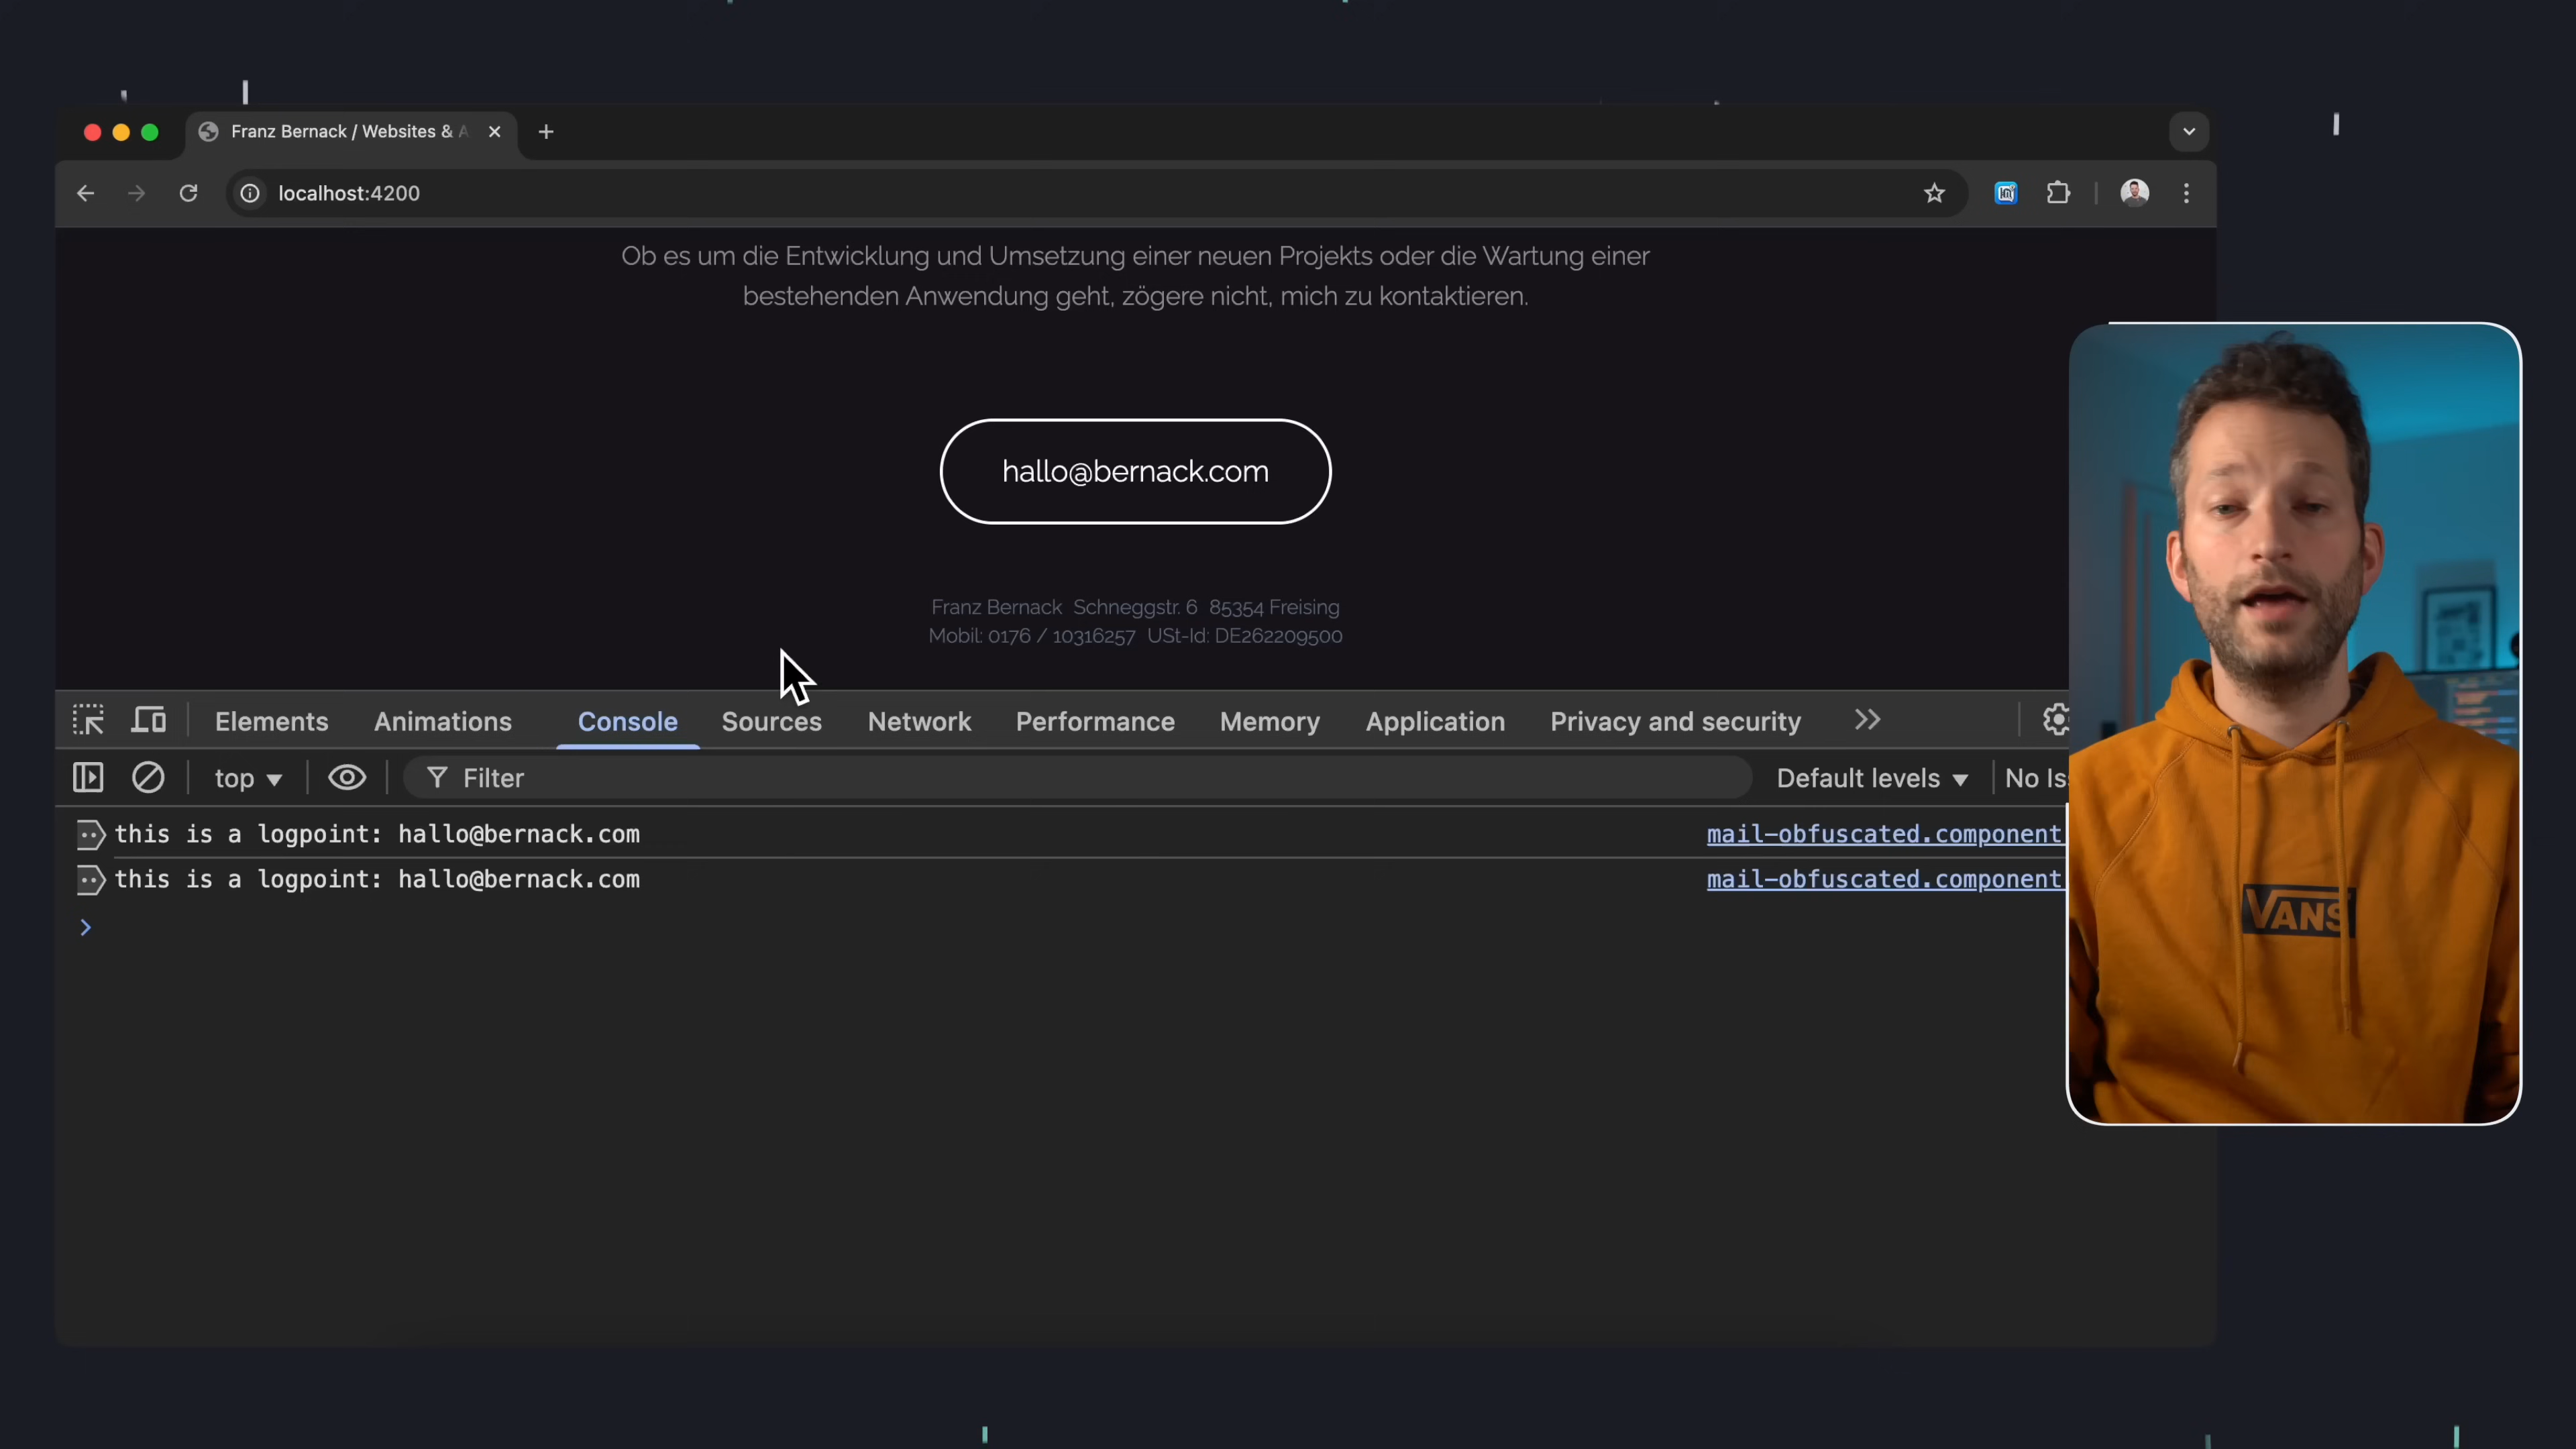 Franz Bernack / Websites & A
localhost:4200
Ob es um die Entwicklung und Umsetzung einer neuen Projekts oder die Wartung einer
bestehenden Anwendung geht, zögere nicht, mich zu kontaktieren.
hallo@bernack.com
Franz Bernack Schneggstr. 6 85354 Freising
Mobil: 0176 / 10316257 USt-Id: DE262209500
Elements Animations Console Sources Network Performance Memory Application Privacy and security
top Filter Default levels No Is
this is a logpoint: hallo@bernack.com mail-obfuscated.component.
this is a logpoint: hallo@bernack.com mail-obfuscated.component.
VANS